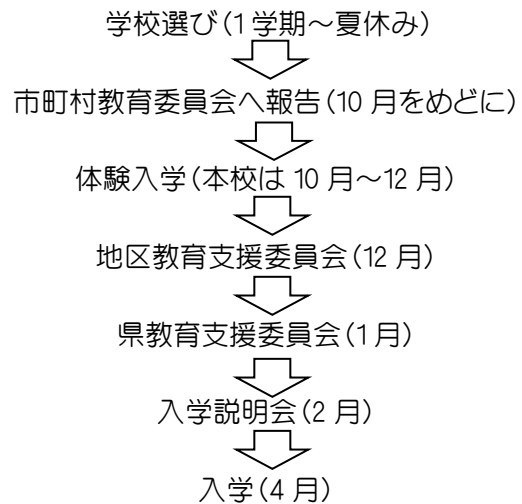 学校選び(1学期～夏休み)
市町村教育委員会へ報告(10月をめどに)
体験入学(本校は10月～12月)
地区教育支援委員会(12月)
県教育支援委員会(1月)
入学説明会(2月)
入学(4月)